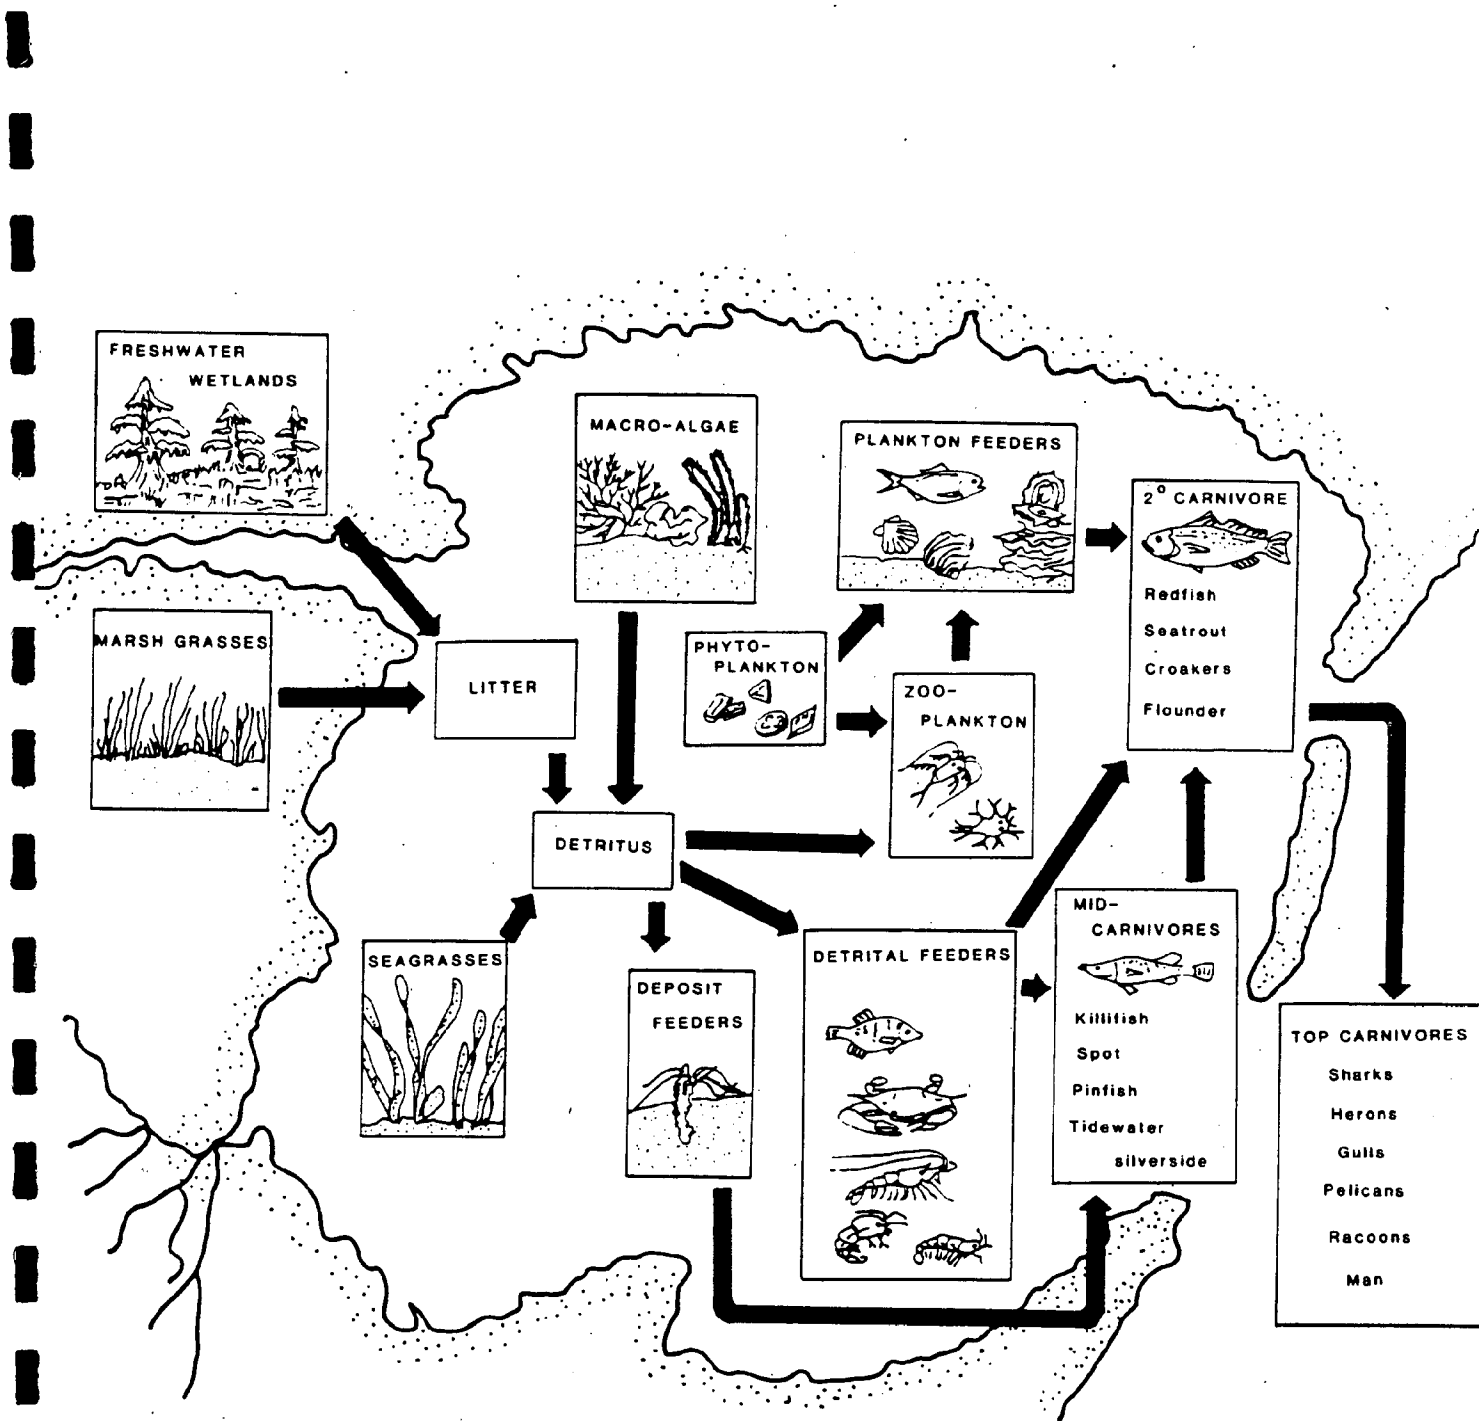 FRESHWATER
WETLANDS
MACRO-ALGAE
PLANKTON FEEDERS
2° CARNIVORE
Redfish
Seatrout
Croakers
Flounder
MARSH GRASSES
LITTER
PHYTO-
PLANKTON
ZOO-
PLANKTON
DETRITUS
SEAGRASSES
DEPOSIT
FEEDERS
DETRITAL FEEDERS
MID-
CARNIVORES
Killifish
Spot
Pinfish
Tidewater
silverside
TOP CARNIVORES
Sharks
Herons
Gulls
Pelicans
Racoons
Man